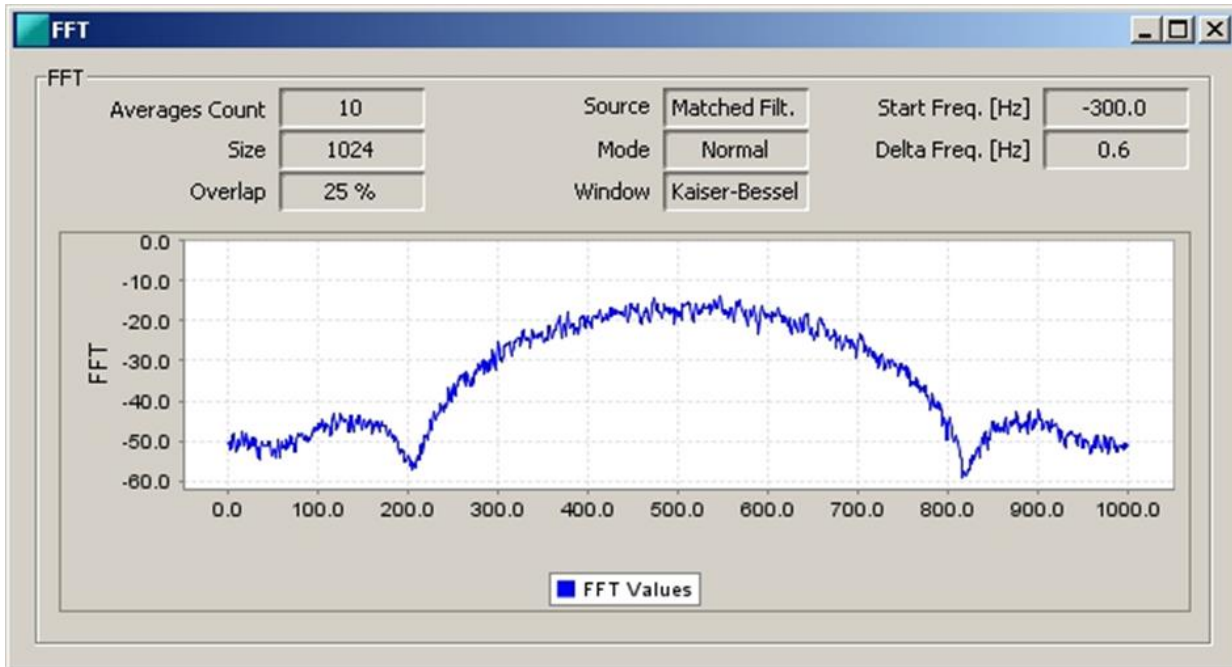 FFT
FFT
Averages Count 10 Source Matched Filt. Start Freq. [Hz] -300.0
Size 1024 Mode Normal Delta Freq. [Hz] 0.6
Overlap 25 % Window Kaiser-Bessel
0.0
-10.0
-20.0
-30.0
-40.0
-50.0
-60.0
FFT
0.0 100.0 200.0 300.0 400.0 500.0 600.0 700.0 800.0 900.0 1000.0
FFT Values